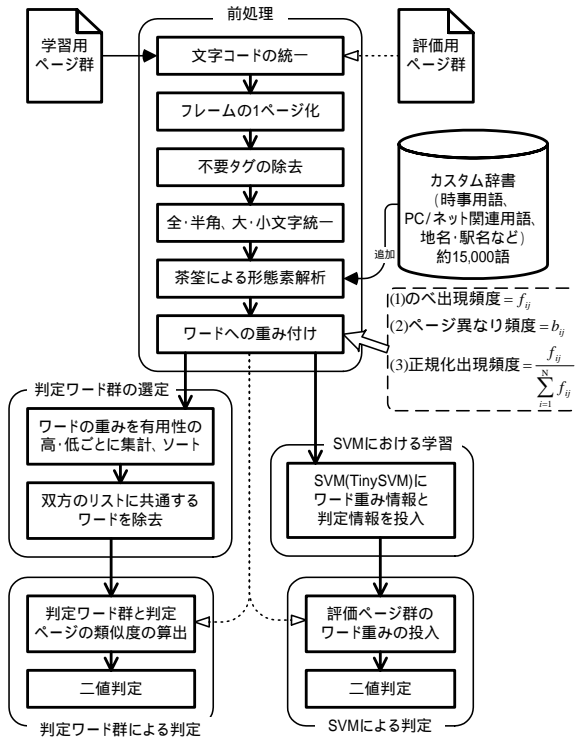 前処理
学習用
ページ群
文字コードの統一
評価用
ページ群
フレームの1ページ化
不要タグの除去
全・半角、大・小文字統一
茶筌による形態素解析
ワードへの重み付け
カスタム辞書
(時事用語、
PC/ネット関連用語、
地名・駅名など)
約15,000語
追加
(1)のべ出現頻度 = f_ij
(2)ページ異なり頻度 = b_ij
(3)正規化出現頻度 = f_ij / Σ_{i=1}^{N} f_ij
判定ワード群の選定
ワードの重みを有用性の
高・低ごとに集計、ソート
双方のリストに共通する
ワードを除去
SVMにおける学習
SVM(TinySVM)に
ワード重み情報と
判定情報を投入
判定ワード群と判定
ページの類似度の算出
二値判定
判定ワード群による判定
評価ページ群の
ワード重みの投入
二値判定
SVMによる判定